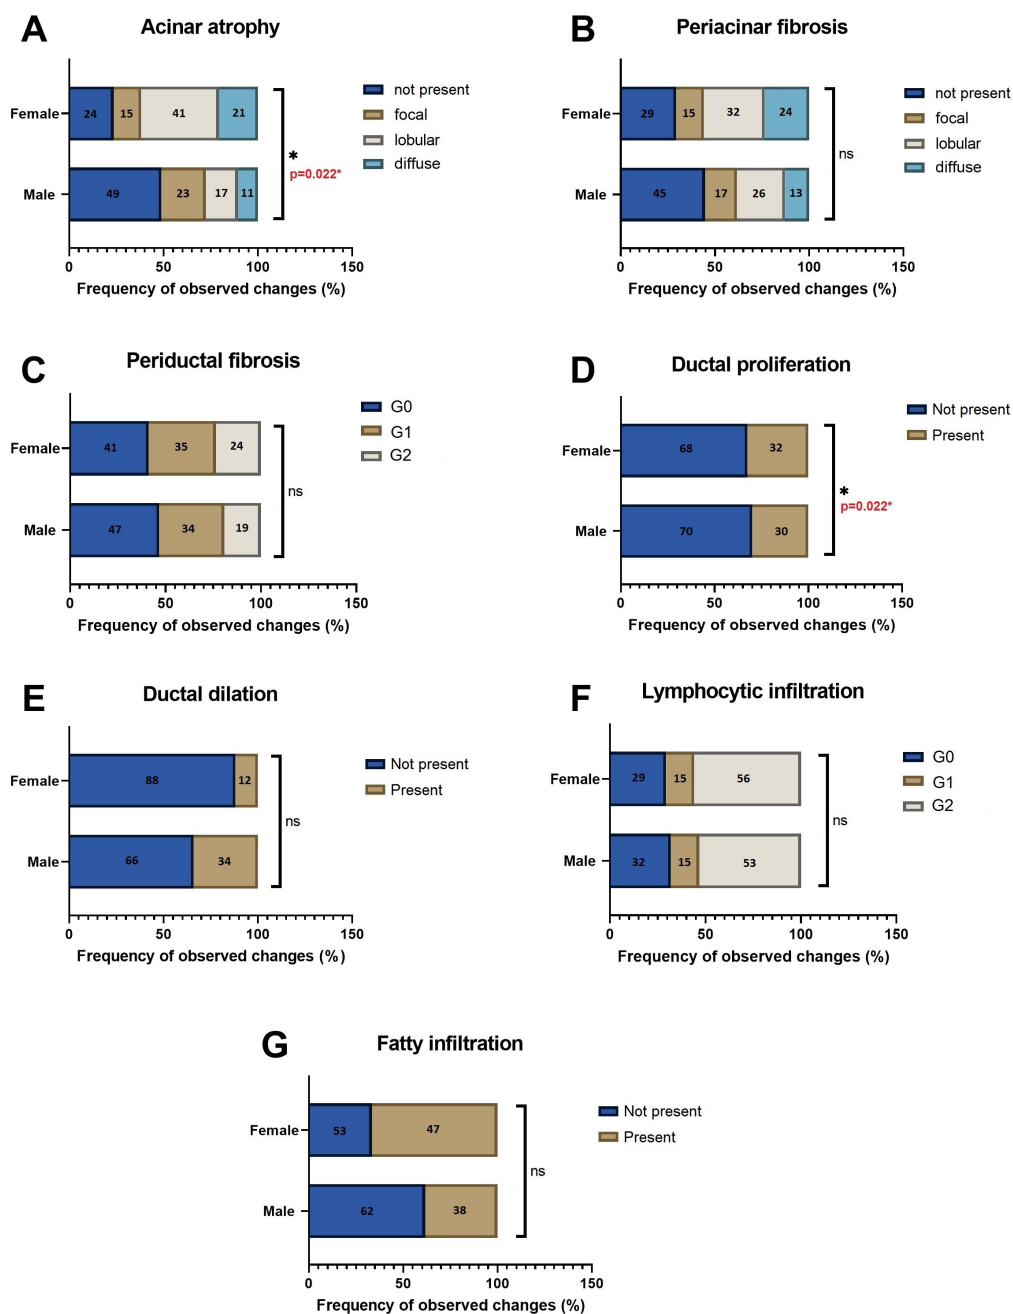 A
Acinar atrophy
Female
24 15 41 21
Male
49 23 17 11
*
p=0.022*
not present
focal
lobular
diffuse
0 50 100 150
Frequency of observed changes (%)
B
Periacinar fibrosis
Female
29 15 32 24
Male
45 17 26 13
ns
not present
focal
lobular
diffuse
0 50 100 150
Frequency of observed changes (%)
C
Periductal fibrosis
Female
41 35 24
Male
47 34 19
ns
G0
G1
G2
0 50 100 150
Frequency of observed changes (%)
D
Ductal proliferation
Female
68 32
Male
70 30
*
p=0.022*
Not present
Present
0 50 100 150
Frequency of observed changes (%)
E
Ductal dilation
Female
88 12
Male
66 34
ns
Not present
Present
0 50 100 150
Frequency of observed changes (%)
F
Lymphocytic infiltration
Female
29 15 56
Male
32 15 53
ns
G0
G1
G2
0 50 100 150
Frequency of observed changes (%)
G
Fatty infiltration
Female
53 47
Male
62 38
ns
Not present
Present
0 50 100 150
Frequency of observed changes (%)